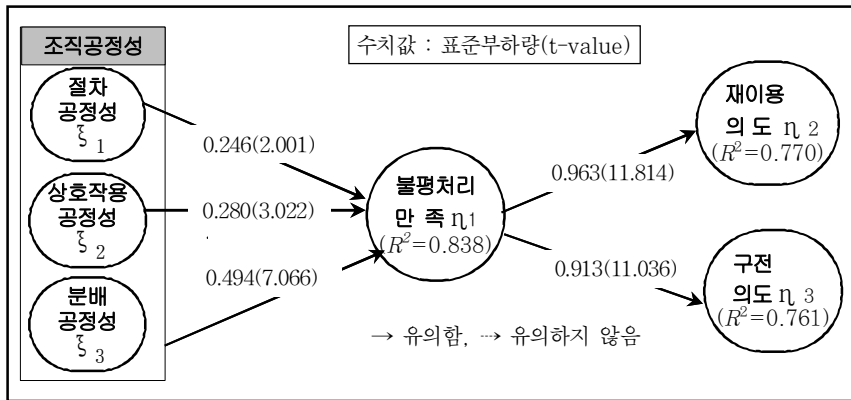 조직공정성
수치값 : 표준부하량(t-value)
절차
공정성
ξ 1
상호작용
공정성
ξ 2
분배
공정성
ξ 3
0.246(2.001)
0.280(3.022)
0.494(7.066)
불평처리
만 족 η1
(R²=0.838)
0.963(11.814)
0.913(11.036)
재이용
의 도 η 2
(R²=0.770)
구전
의도 η 3
(R²=0.761)
→ 유의함, ⇢ 유의하지 않음